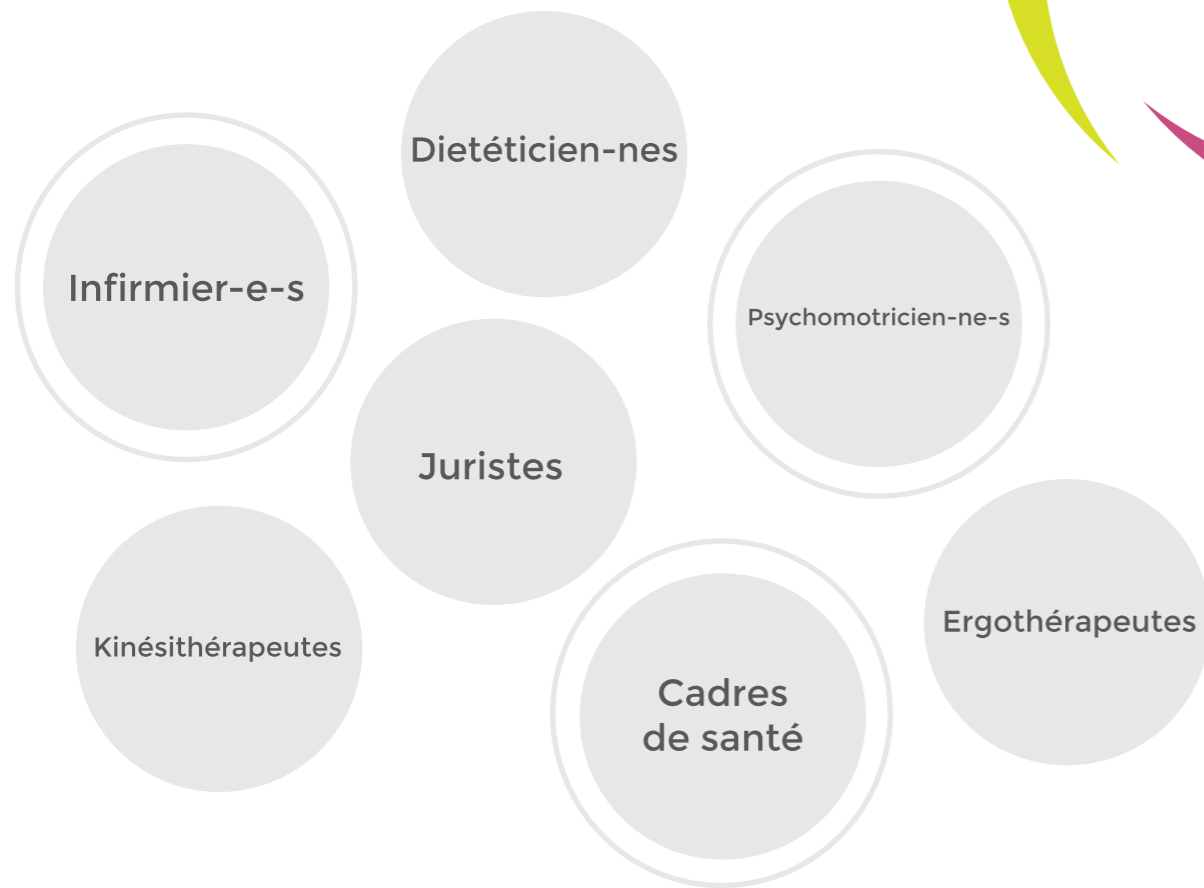 Dietéticien-nes
Infirmier-e-s
Psychomotricien-ne-s
Juristes
Ergothérapeutes
Kinésithérapeutes
Cadres
de santé